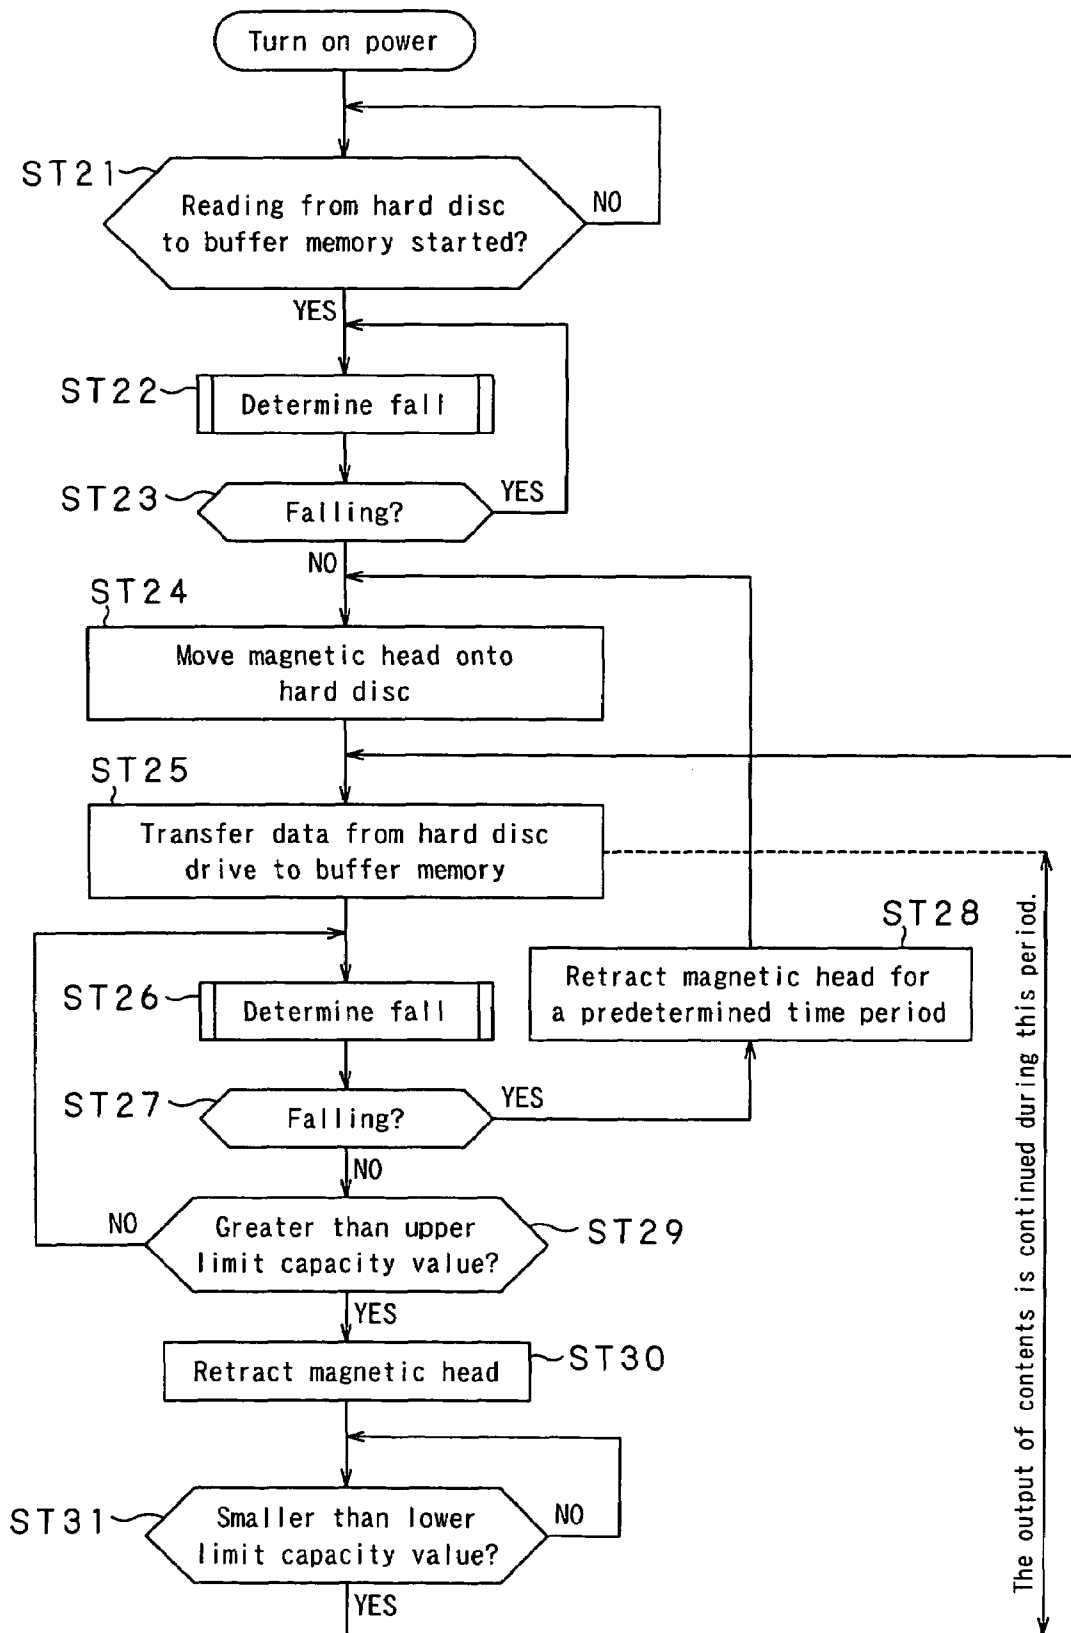 Turn on power
ST21
Reading from hard disc
to buffer memory started?
NO
YES
ST22
Determine fall
ST23
Falling?
YES
NO
ST24
Move magnetic head onto
hard disc
ST25
Transfer data from hard disc
drive to buffer memory
ST28
Retract magnetic head for
a predetermined time period
ST26
Determine fall
ST27
Falling?
YES
NO
NO
Greater than upper
limit capacity value?
ST29
YES
Retract magnetic head
ST30
ST31
Smaller than lower
limit capacity value?
NO
YES
The output of contents is continued during this period.